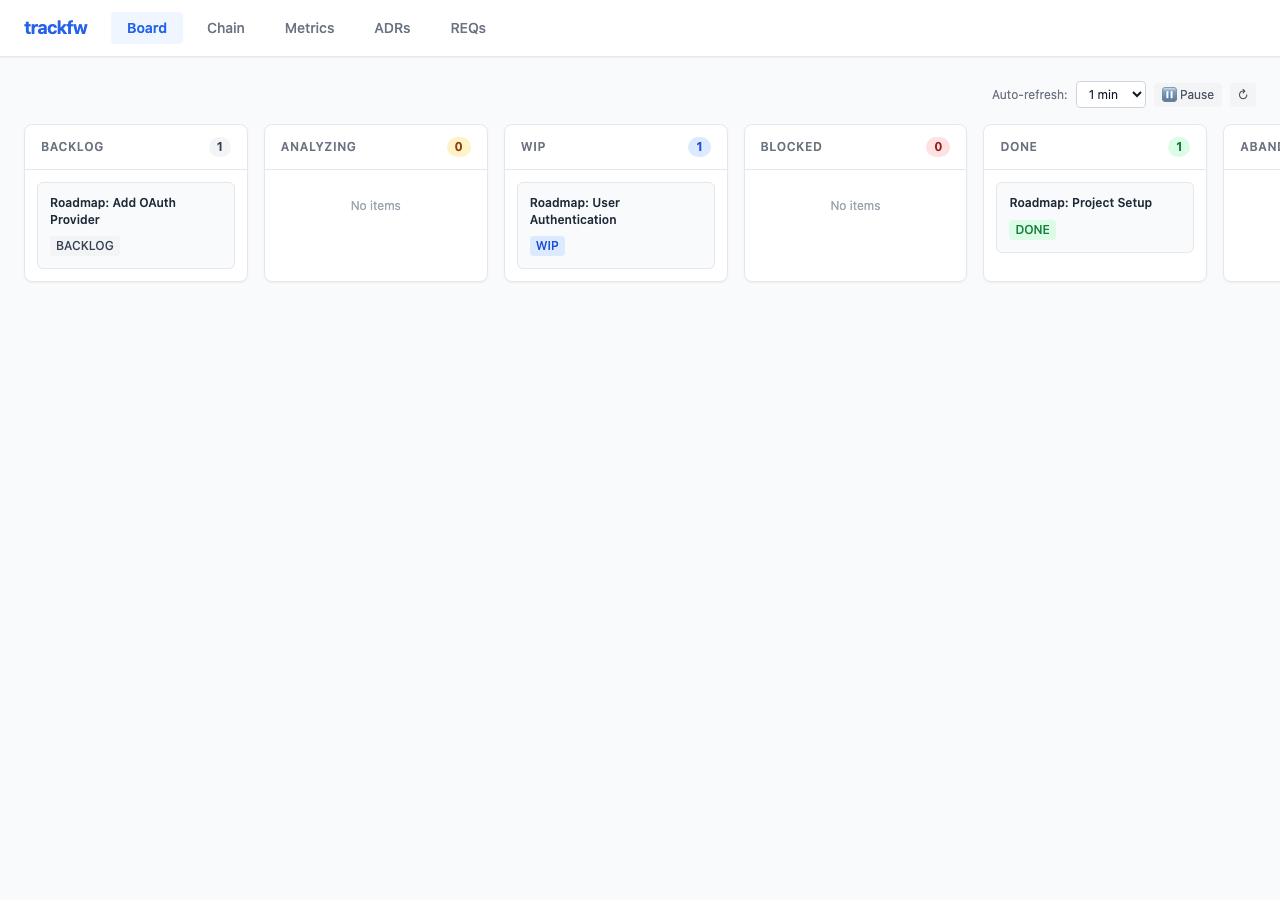 trackfw
Board
Chain
Metrics
ADRs
REQs
Auto-refresh:
1 min
Pause
↻
BACKLOG
1
Roadmap: Add OAuth
Provider
BACKLOG
ANALYZING
0
No items
WIP
1
Roadmap: User
Authentication
WIP
BLOCKED
0
No items
DONE
1
Roadmap: Project Setup
DONE